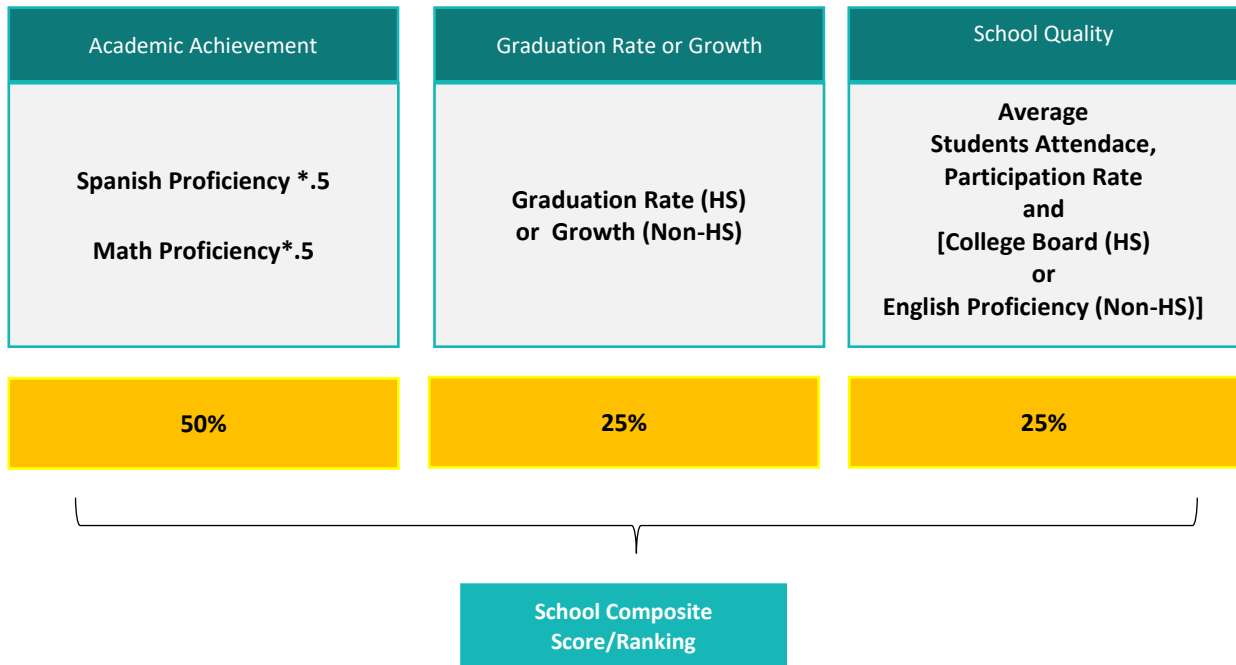 Academic Achievement
Spanish Proficiency *.5
Math Proficiency*.5
50%
Graduation Rate or Growth
Graduation Rate (HS)
or Growth (Non-HS)
25%
School Quality
Average
Students Attendace,
Participation Rate
and
[College Board (HS)
or
English Proficiency (Non-HS)]
25%
School Composite
Score/Ranking